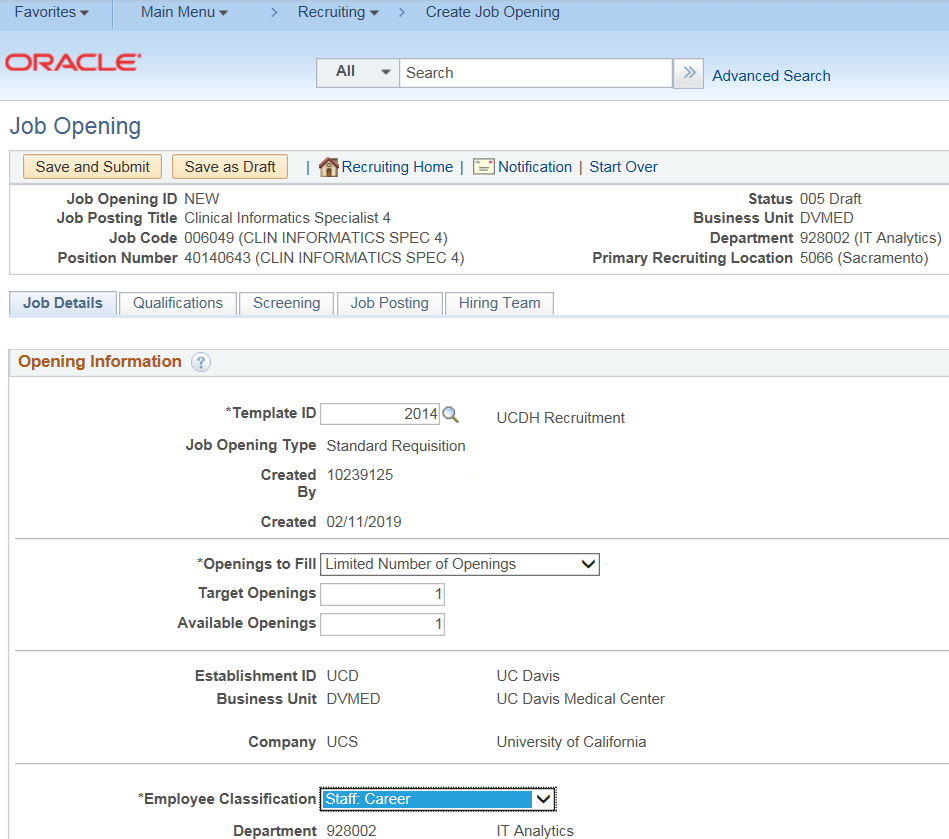 Favorites Main Menu > Recruiting > Create Job Opening
ORACLE
All Search » Advanced Search
Job Opening
Save and Submit Save as Draft | Recruiting Home | Notification | Start Over
Job Opening ID NEW Status 005 Draft
Job Posting Title Clinical Informatics Specialist 4 Business Unit DVMED
Job Code 006049 (CLIN INFORMATICS SPEC 4) Department 928002 (IT Analytics)
Position Number 40140643 (CLIN INFORMATICS SPEC 4) Primary Recruiting Location 5066 (Sacramento)
Job Details Qualifications Screening Job Posting Hiring Team
Opening Information ?
*Template ID 2014 UCDH Recruitment
Job Opening Type Standard Requisition
Created 10239125
By
Created 02/11/2019
*Openings to Fill Limited Number of Openings
Target Openings 1
Available Openings 1
Establishment ID UCD UC Davis
Business Unit DVMED UC Davis Medical Center
Company UCS University of California
*Employee Classification Staff: Career
Department 928002 IT Analytics